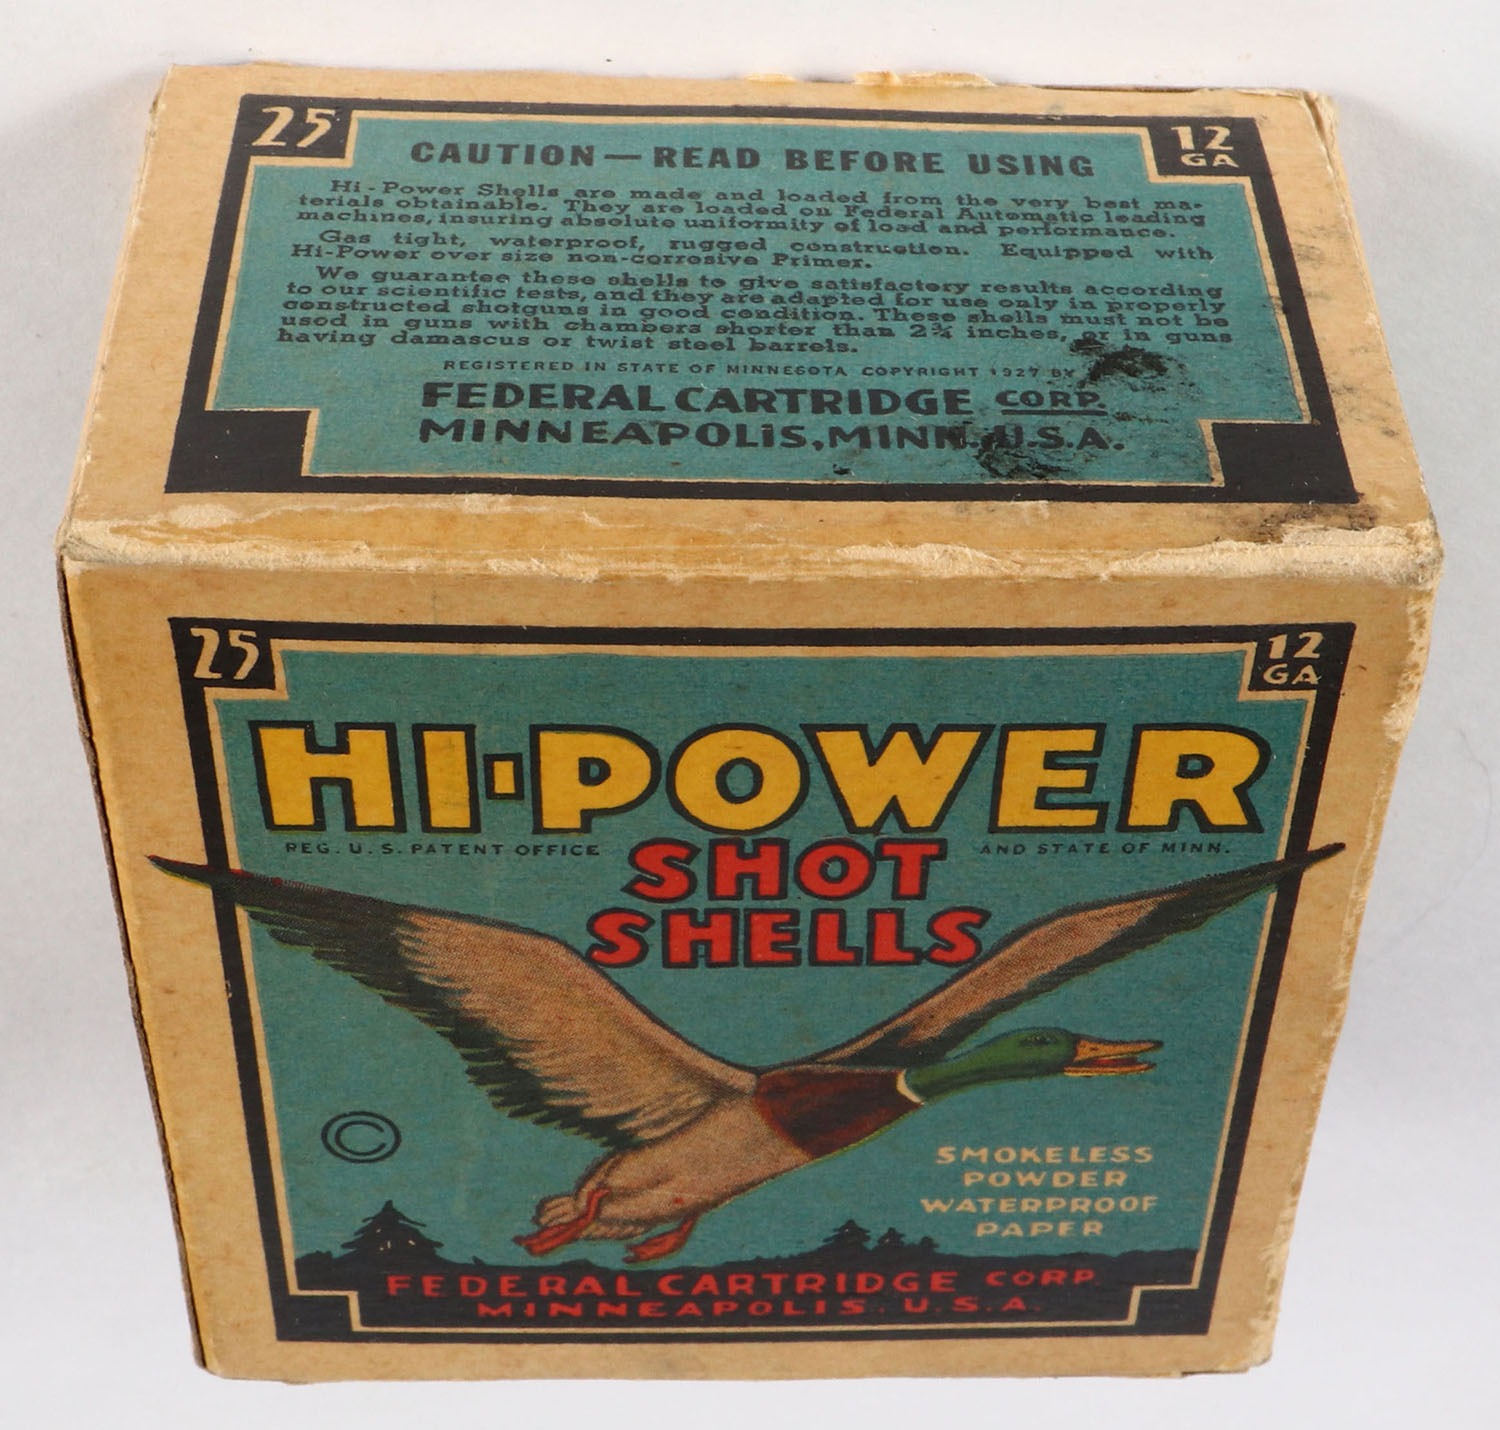 25
12
GA
CAUTION—READ BEFORE USING
Hi-Power Shells are made and loaded from the very best ma-
terials obtainable. They are loaded on Federal Automatic loading
machines, insuring absolute uniformity of load and performance.
Gas tight, waterproof, rugged construction. Equipped with
Hi-Power over size non-corrosive Primer.
We guarantee these shells to give satisfactory results according
to our scientific tests, and they are adapted for use only in properly
constructed shotguns in good condition. These shells must not be
used in guns with chambers shorter than 2¾ inches, or in guns
having damascus or twist steel barrels.
REGISTERED IN STATE OF MINNESOTA COPYRIGHT 1927 BY
FEDERAL CARTRIDGE CORP.
MINNEAPOLIS, MINN. U.S.A.
25
12
GA
HI-POWER
REG. U.S. PATENT OFFICE
AND STATE OF MINN.
SHOT
SHELLS
©
SMOKELESS
POWDER
WATERPROOF
PAPER
FEDERAL CARTRIDGE CORP.
MINNEAPOLIS. U.S.A.